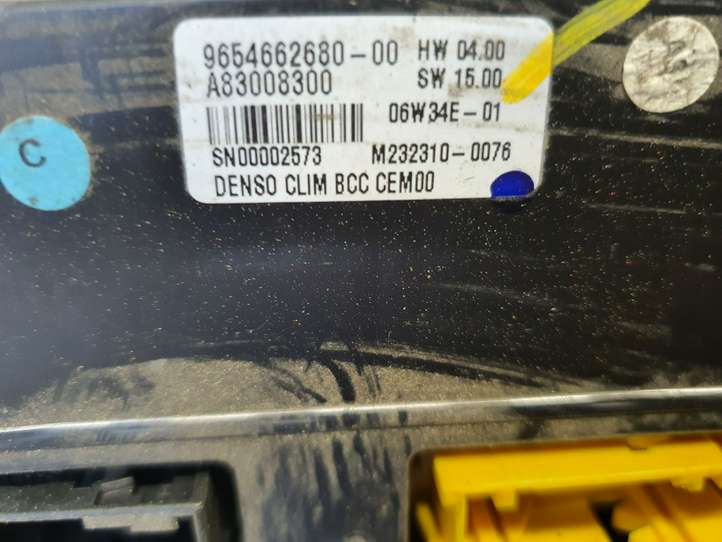 9654662680-00 HW 04.00
A83008300 SW 15.00
06W34E-01
SN00002573 M232310-0076
DENSO CLIM BCC CEM00
C